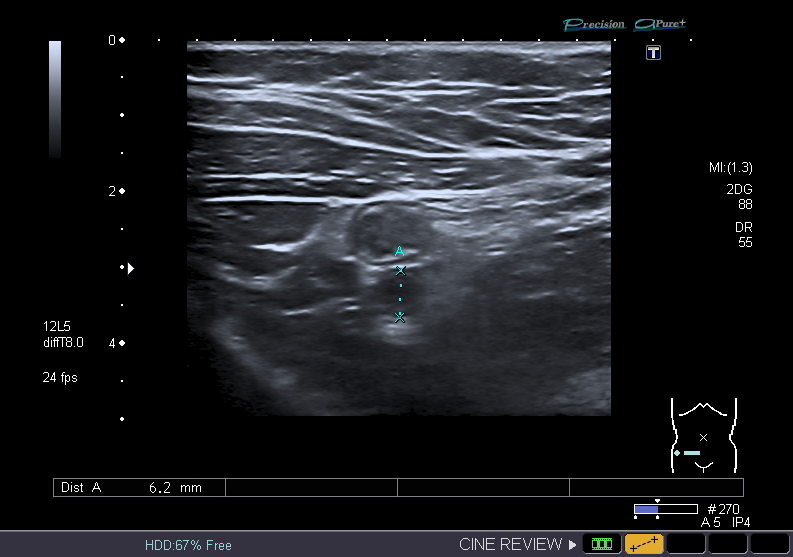 Precision APure+
0
T
MI:(1.3)
2
2DG
88
DR
55
A
12L5
diffT8.0
4
24 fps
Dist A 6.2 mm
#270
A 5 IP4
HDD:67% Free
CINE REVIEW